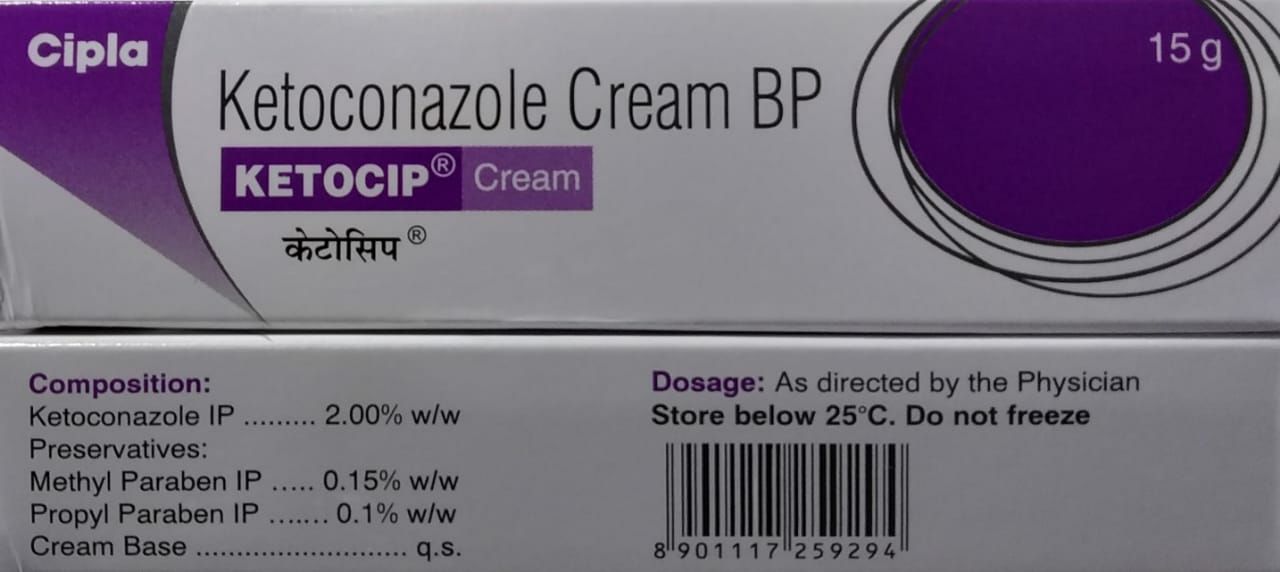 Cipla
15 g
Ketoconazole Cream BP
KETOCIP® Cream
केटोसिप®
Composition:
Ketoconazole IP ......... 2.00% w/w
Preservatives:
Methyl Paraben IP ..... 0.15% w/w
Propyl Paraben IP ....... 0.1% w/w
Cream Base ......................... q.s.
Dosage: As directed by the Physician
Store below 25°C. Do not freeze
8 901117 259294